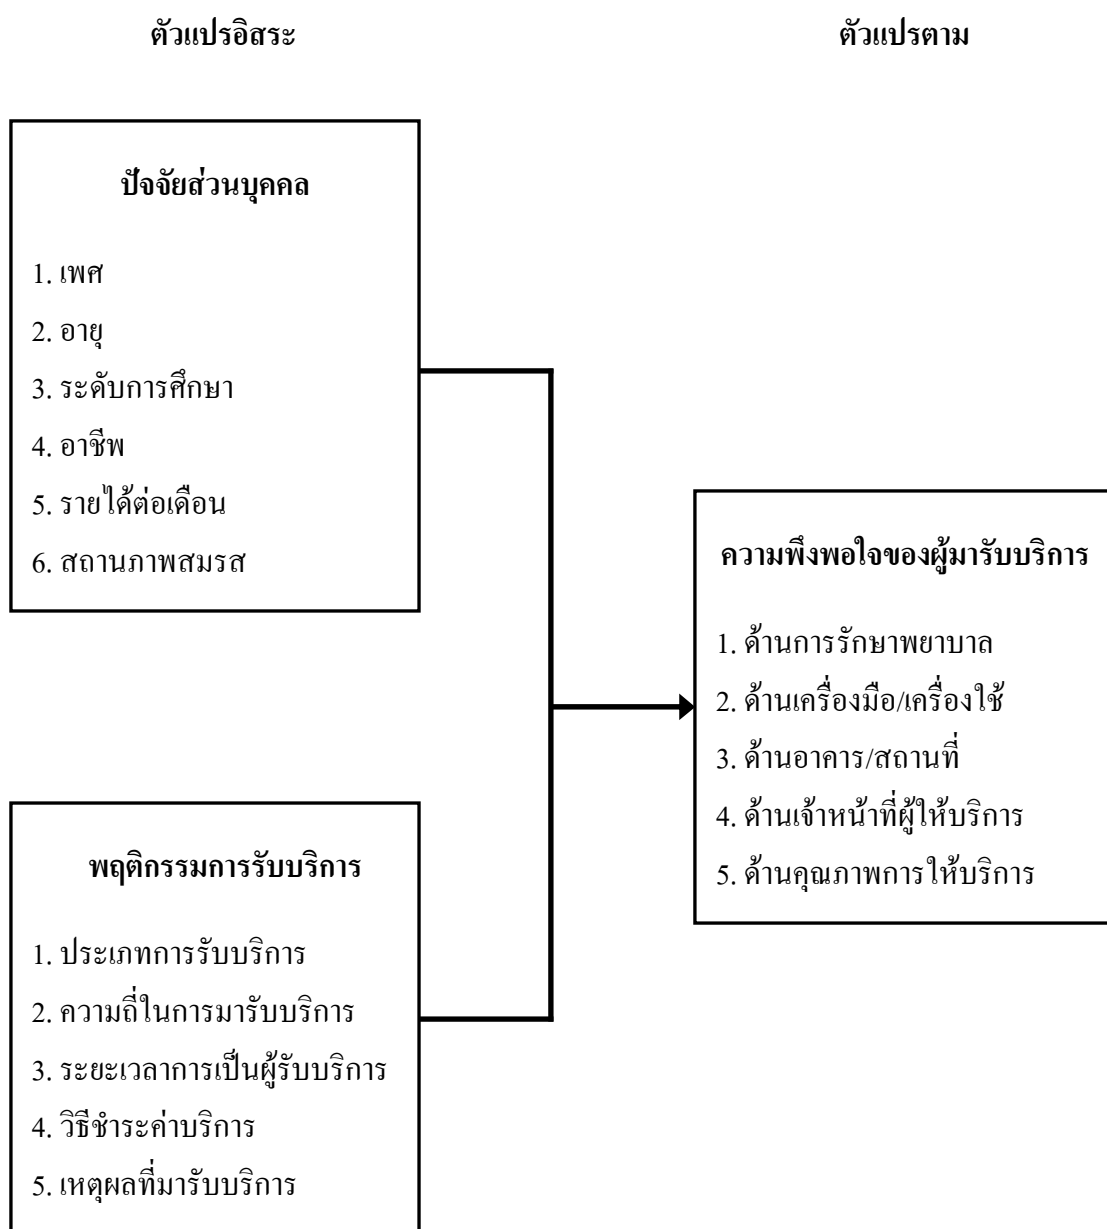 ตัวแปรอิสระ
ตัวแปรตาม
ปัจจัยส่วนบุคคล
1. เพศ
2. อายุ
3. ระดับการศึกษา
4. อาชีพ
5. รายได้ต่อเดือน
6. สถานภาพสมรส
พฤติกรรมการรับบริการ
1. ประเภทการรับบริการ
2. ความถี่ในการมารับบริการ
3. ระยะเวลาการเป็นผู้รับบริการ
4. วิธีชำระค่าบริการ
5. เหตุผลที่มารับบริการ
ความพึงพอใจของผู้มารับบริการ
1. ด้านการรักษาพยาบาล
2. ด้านเครื่องมือ/เครื่องใช้
3. ด้านอาคาร/สถานที่
4. ด้านเจ้าหน้าที่ผู้ให้บริการ
5. ด้านคุณภาพการให้บริการ